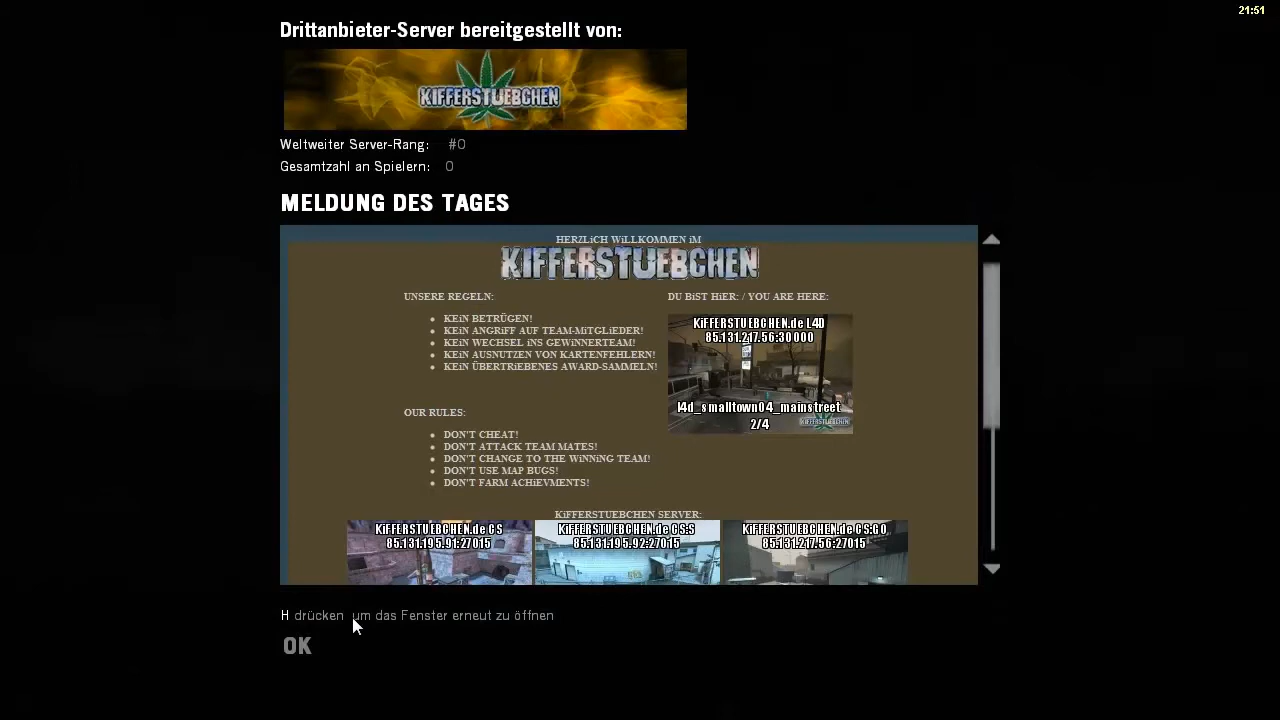 21:51
Drittanbieter-Server bereitgestellt von:
KIFFERSTUEBCHEN
Weltweiter Server-Rang: #0
Gesamtzahl an Spielern: 0
MELDUNG DES TAGES
HERZLiCH WiLLKOMMEN iM
KIFFERSTUEBCHEN
UNSERE REGELN:
KEiN BETRÜGEN!
KEiN ANGRiFF AUF TEAM-MiTGLiEDER!
KEiN WECHSEL iNS GEWiNNERTEAM!
KEiN AUSNUTZEN VON KARTENFEHLERN!
KEiN ÜBERTRiEBENES AWARD-SAMMELN!
DU BiST HiER: / YOU ARE HERE:
KiFFERSTUEBCHEN.de L4D
85.131.217.56:30000
l4d_smalltown04_mainstreet
2/4
KIFFERSTUEBCHEN
OUR RULES:
DON'T CHEAT!
DON'T ATTACK TEAM MATES!
DON'T CHANGE TO THE WiNNiNG TEAM!
DON'T USE MAP BUGS!
DON'T FARM ACHiEVMENTS!
KiFFERSTUEBCHEN SERVER:
KiFFERSTUEBCHEN.de CS
85.131.195.91:27015
KiFFERSTUEBCHEN.de CS:S
85.131.195.92:27015
KiFFERSTUEBCHEN.de CS:GO
85.131.217.56:27015
H drücken um das Fenster erneut zu öffnen
OK